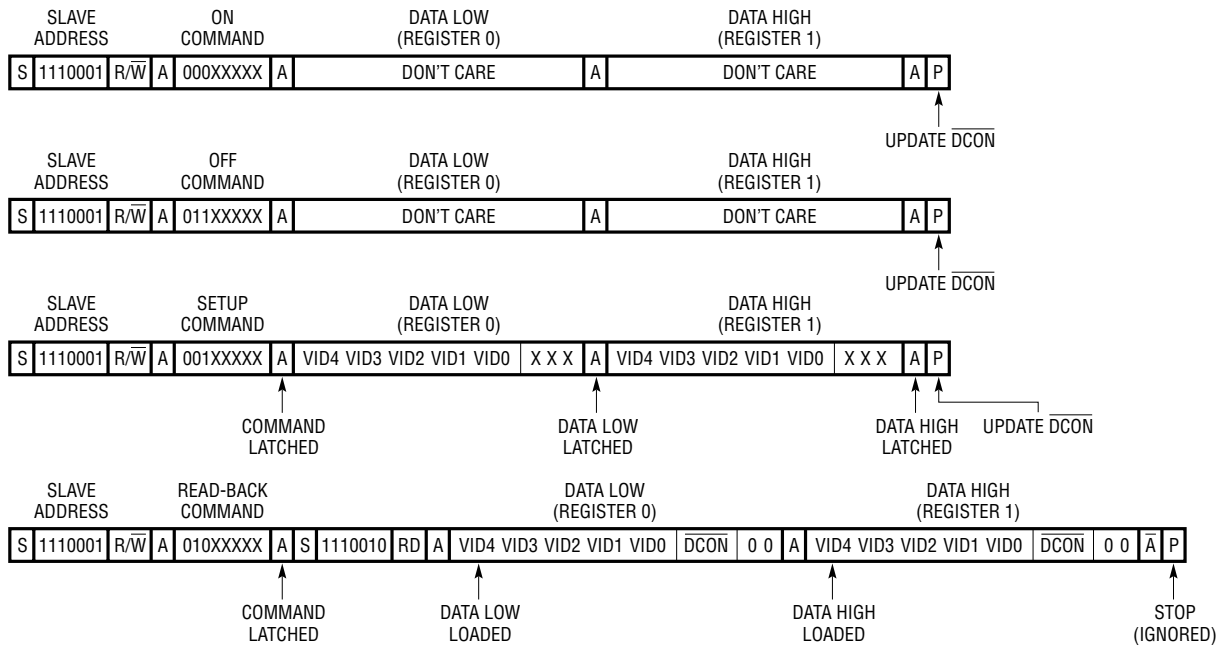 SLAVE ON DATA LOW DATA HIGH
ADDRESS COMMAND (REGISTER 0) (REGISTER 1)
S 1110001 R/W̅ A 000XXXXX A DON'T CARE A DON'T CARE A P
UPDATE D̅C̅O̅N̅
SLAVE OFF DATA LOW DATA HIGH
ADDRESS COMMAND (REGISTER 0) (REGISTER 1)
S 1110001 R/W̅ A 011XXXXX A DON'T CARE A DON'T CARE A P
UPDATE D̅C̅O̅N̅
SLAVE SETUP DATA LOW DATA HIGH
ADDRESS COMMAND (REGISTER 0) (REGISTER 1)
S 1110001 R/W̅ A 001XXXXX A VID4 VID3 VID2 VID1 VID0 X X X A VID4 VID3 VID2 VID1 VID0 X X X A P
COMMAND DATA LOW DATA HIGH UPDATE D̅C̅O̅N̅
LATCHED LATCHED LATCHED
SLAVE READ-BACK DATA LOW DATA HIGH
ADDRESS COMMAND (REGISTER 0) (REGISTER 1)
S 1110001 R/W̅ A 010XXXXX A S 1110010 RD A VID4 VID3 VID2 VID1 VID0 D̅C̅O̅N̅ 0 0 A VID4 VID3 VID2 VID1 VID0 D̅C̅O̅N̅ 0 0 A̅ P
COMMAND DATA LOW DATA HIGH STOP
LATCHED LOADED LOADED (IGNORED)